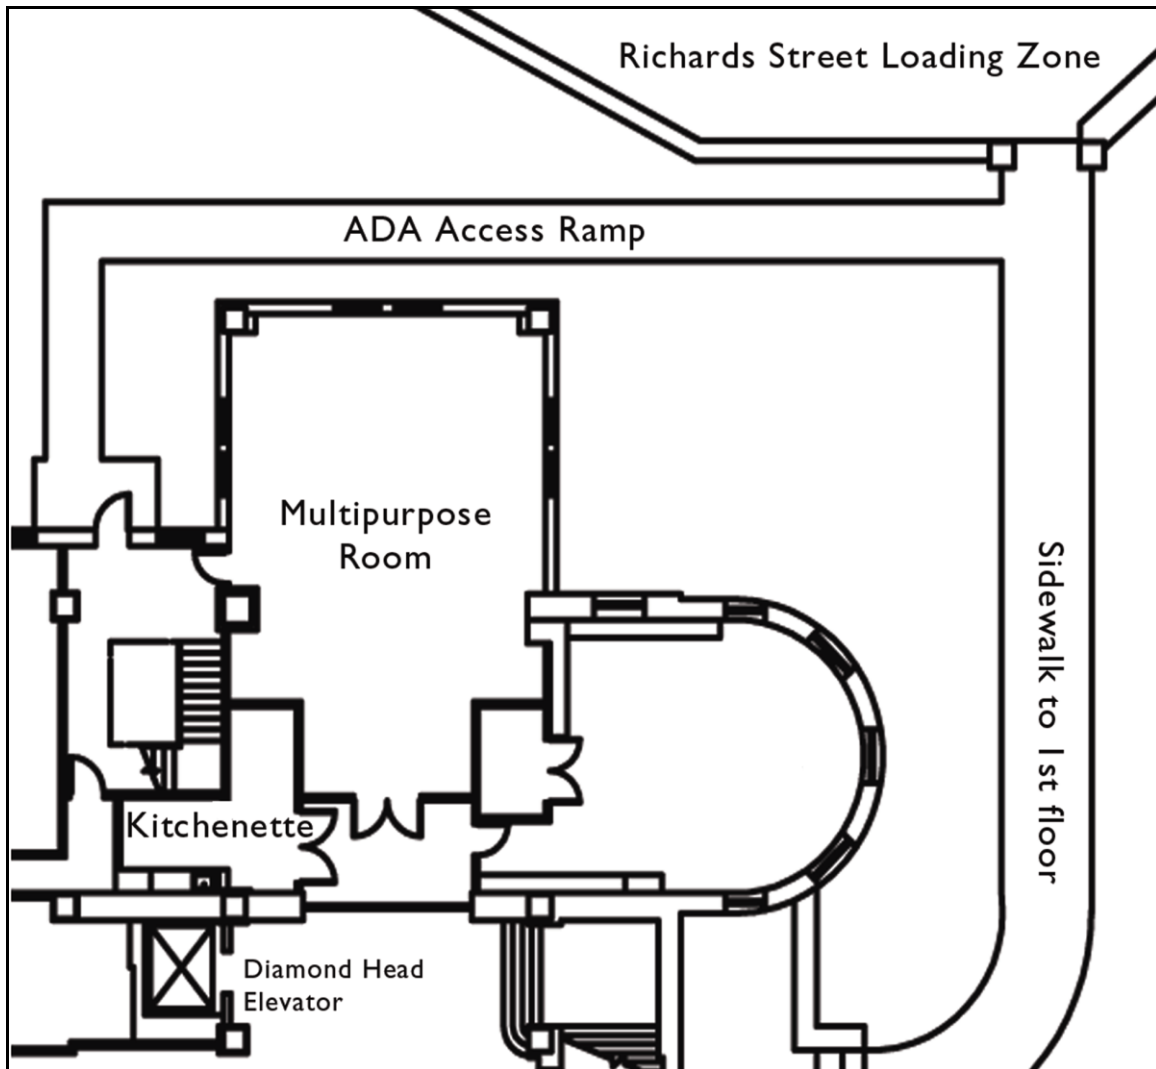 Richards Street Loading Zone
ADA Access Ramp
Multipurpose
Room
Sidewalk to 1st floor
Kitchenette
Diamond Head
Elevator